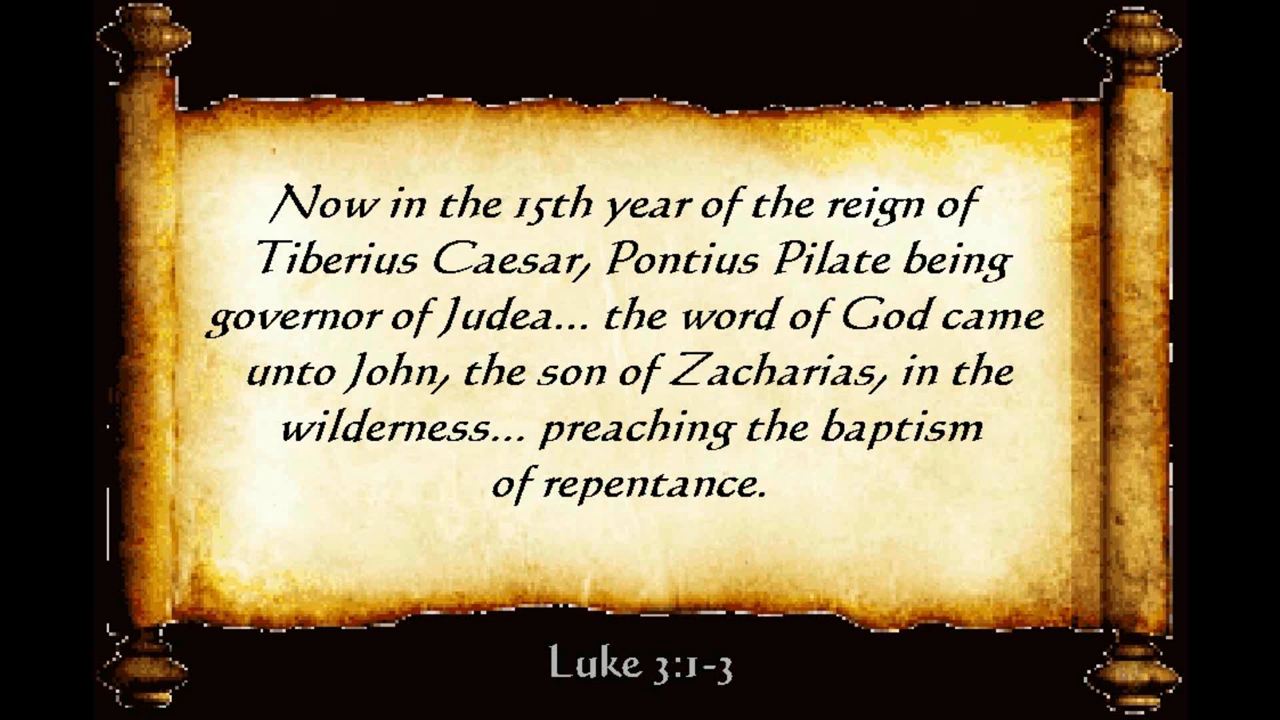 Now in the 15th year of the reign of
Tiberius Caesar, Pontius Pilate being
governor of Judea... the word of God came
unto John, the son of Zacharias, in the
wilderness... preaching the baptism
of repentance.
Luke 3:1-3